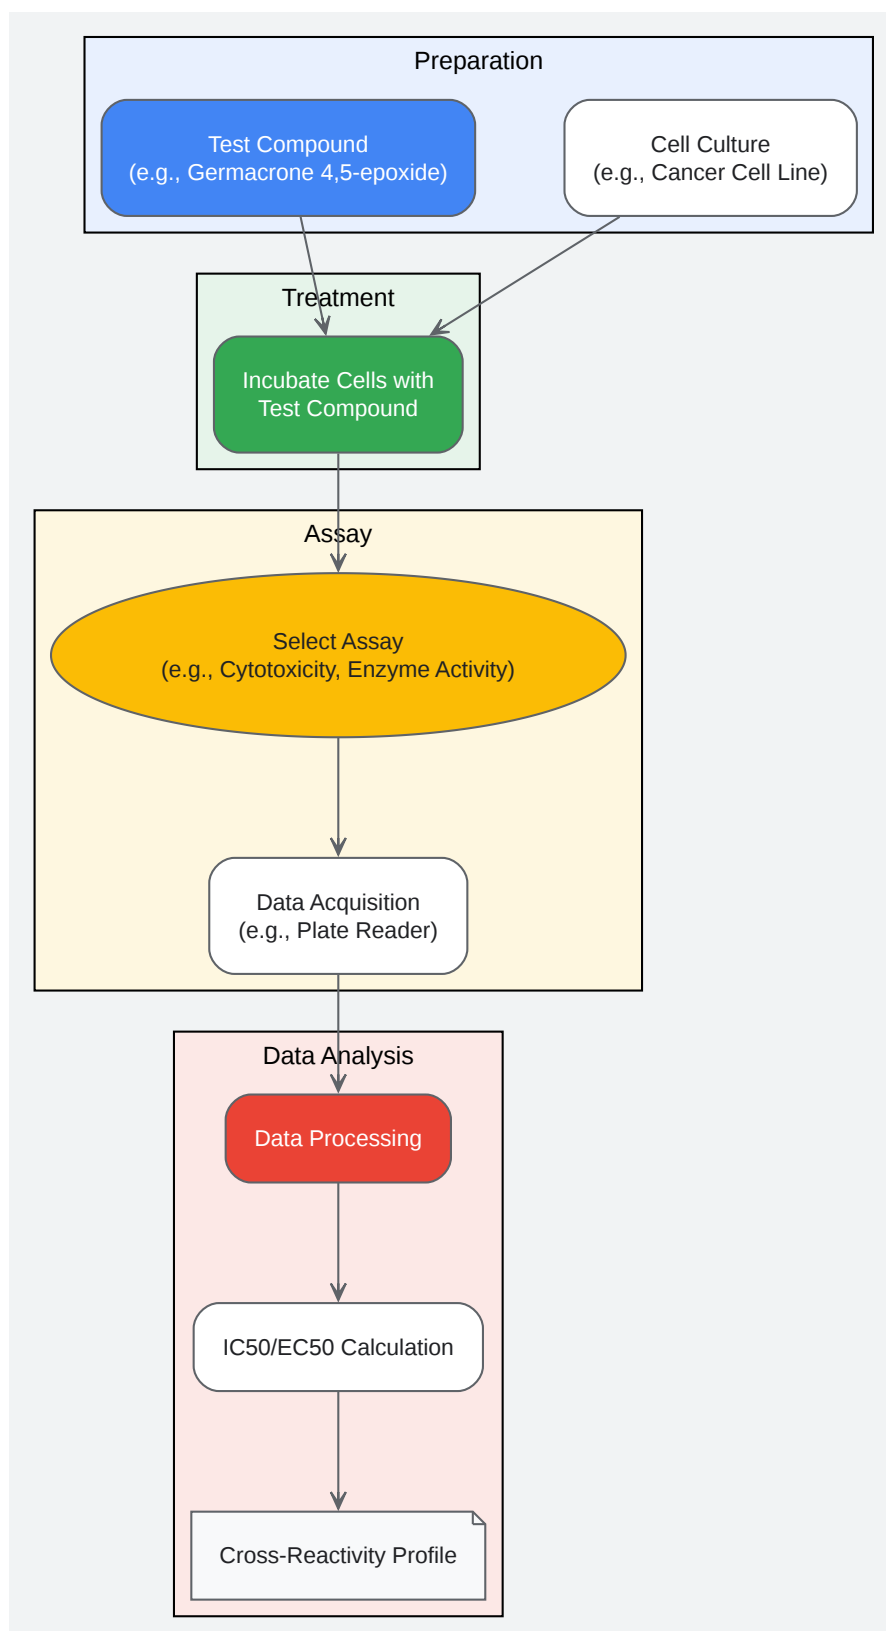 Preparation
Test Compound
(e.g., Germacrone 4,5-epoxide)
Cell Culture
(e.g., Cancer Cell Line)
Treatment
Incubate Cells with
Test Compound
Assay
Select Assay
(e.g., Cytotoxicity, Enzyme Activity)
Data Acquisition
(e.g., Plate Reader)
Data Analysis
Data Processing
IC50/EC50 Calculation
Cross-Reactivity Profile